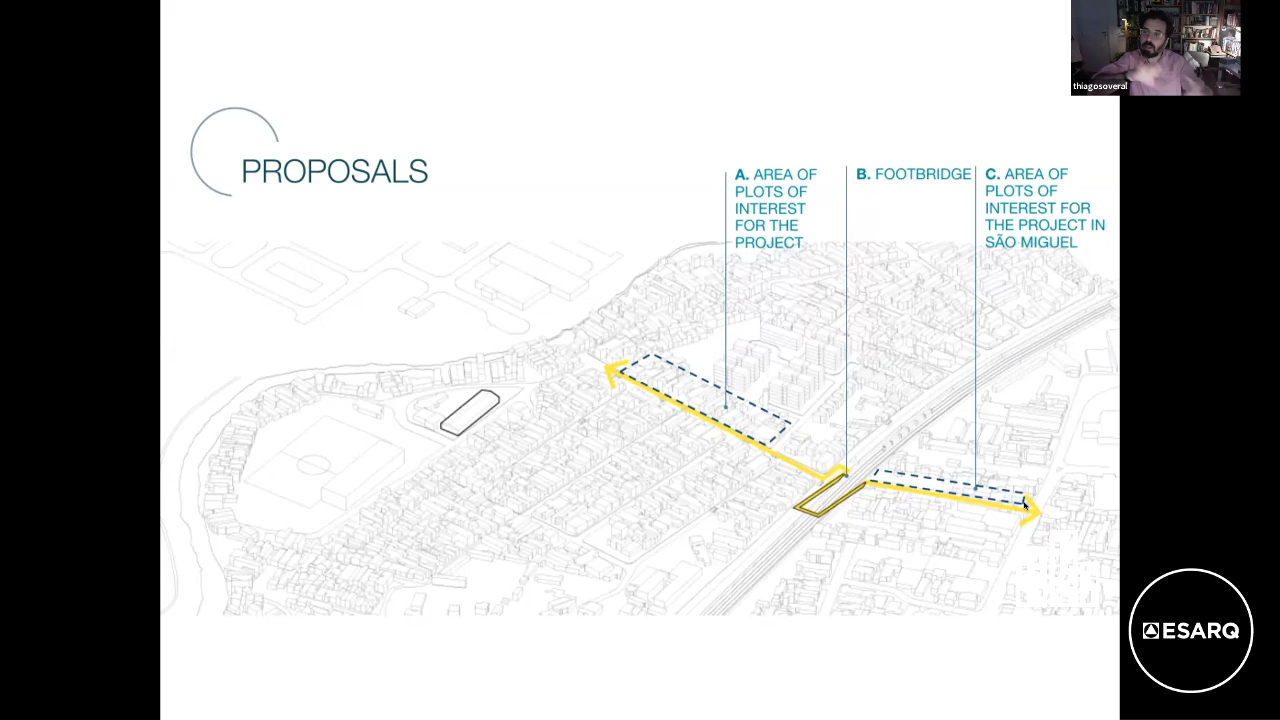 thiagosoveral
PROPOSALS
A. AREA OF
PLOTS OF
INTEREST
FOR THE
PROJECT
B. FOOTBRIDGE
C. AREA OF
PLOTS OF
INTEREST FOR
THE PROJECT IN
SÃO MIGUEL
ESARQ